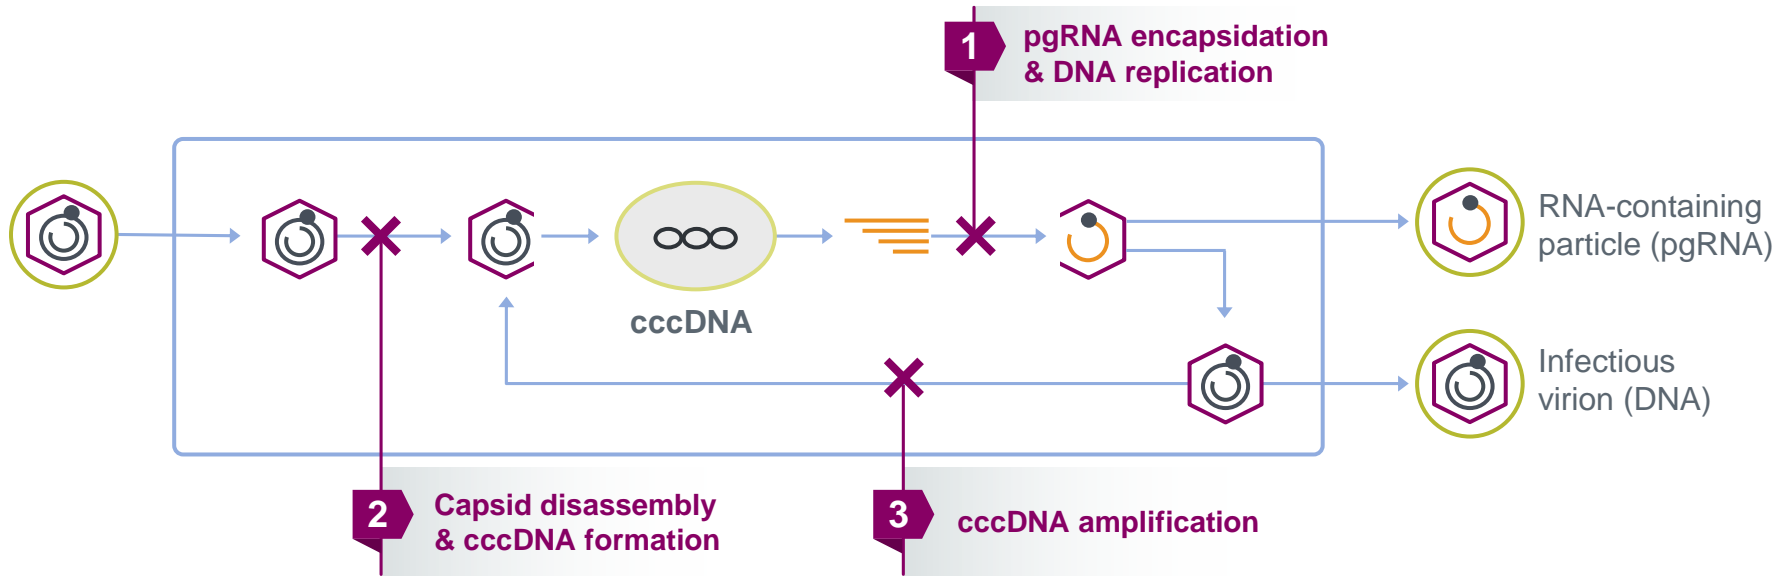 1
pgRNA encapsidation
& DNA replication
RNA-containing
particle (pgRNA)
cccDNA
Infectious
virion (DNA)
2
Capsid disassembly
& cccDNA formation
3
cccDNA amplification